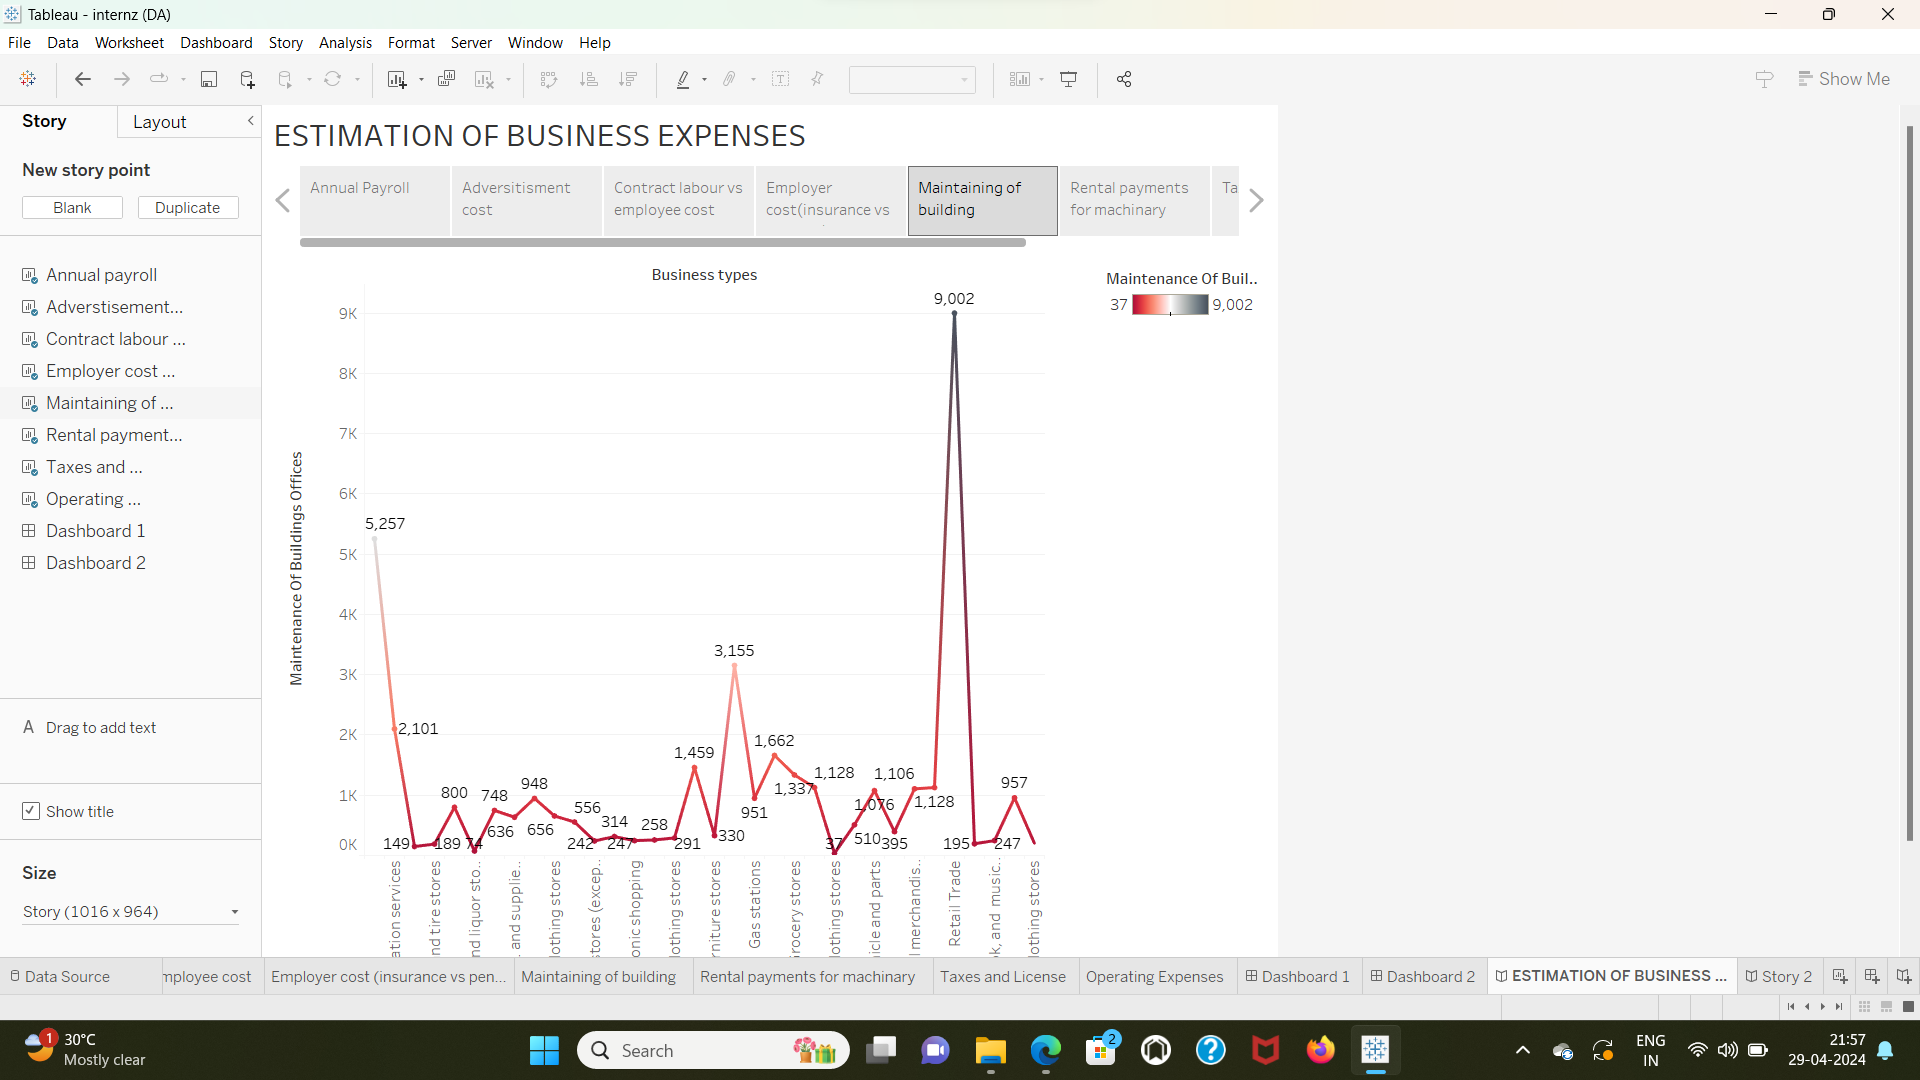 Tableau - internz (DA)
File Data Worksheet Dashboard Story Analysis Format Server Window Help
Show Me
Story
Layout
New story point
Blank
Duplicate
Annual payroll
Adverstisement...
Contract labour ...
Employer cost ...
Maintaining of ...
Rental payment...
Taxes and ...
Operating ...
Dashboard 1
Dashboard 2
A Drag to add text
Show title
Size
Story (1016 x 964)
ESTIMATION OF BUSINESS EXPENSES
Annual Payroll
Adversitisment
cost
Contract labour vs
employee cost
Employer
cost(insurance vs
Maintaining of
building
Rental payments
for machinary
Ta
Business types
Maintenance Of Buil..
37
9,002
Maintenance Of Buildings Offices
9K
8K
7K
6K
5K
4K
3K
2K
1K
0K
5,257
2,101
149
189
800
74
748
636
948
656
556
242
314
247
258
291
1,459
330
3,155
951
1,662
1,337
1,128
37
510
1,076
395
1,106
1,128
9,002
195
247
957
ation services
nd tire stores
nd liquor sto..
. and supplie..
lothing stores
stores (excep..
onic shopping
lothing stores
rniture stores
Gas stations
rocery stores
lothing stores
icle and parts
l merchandis..
Retail Trade
k, and music..
lothing stores
Data Source
mployee cost
Employer cost (insurance vs pen...
Maintaining of building
Rental payments for machinary
Taxes and License
Operating Expenses
Dashboard 1
Dashboard 2
ESTIMATION OF BUSINESS ...
Story 2
1
30°C
Mostly clear
Search
2
ENG
IN
21:57
29-04-2024